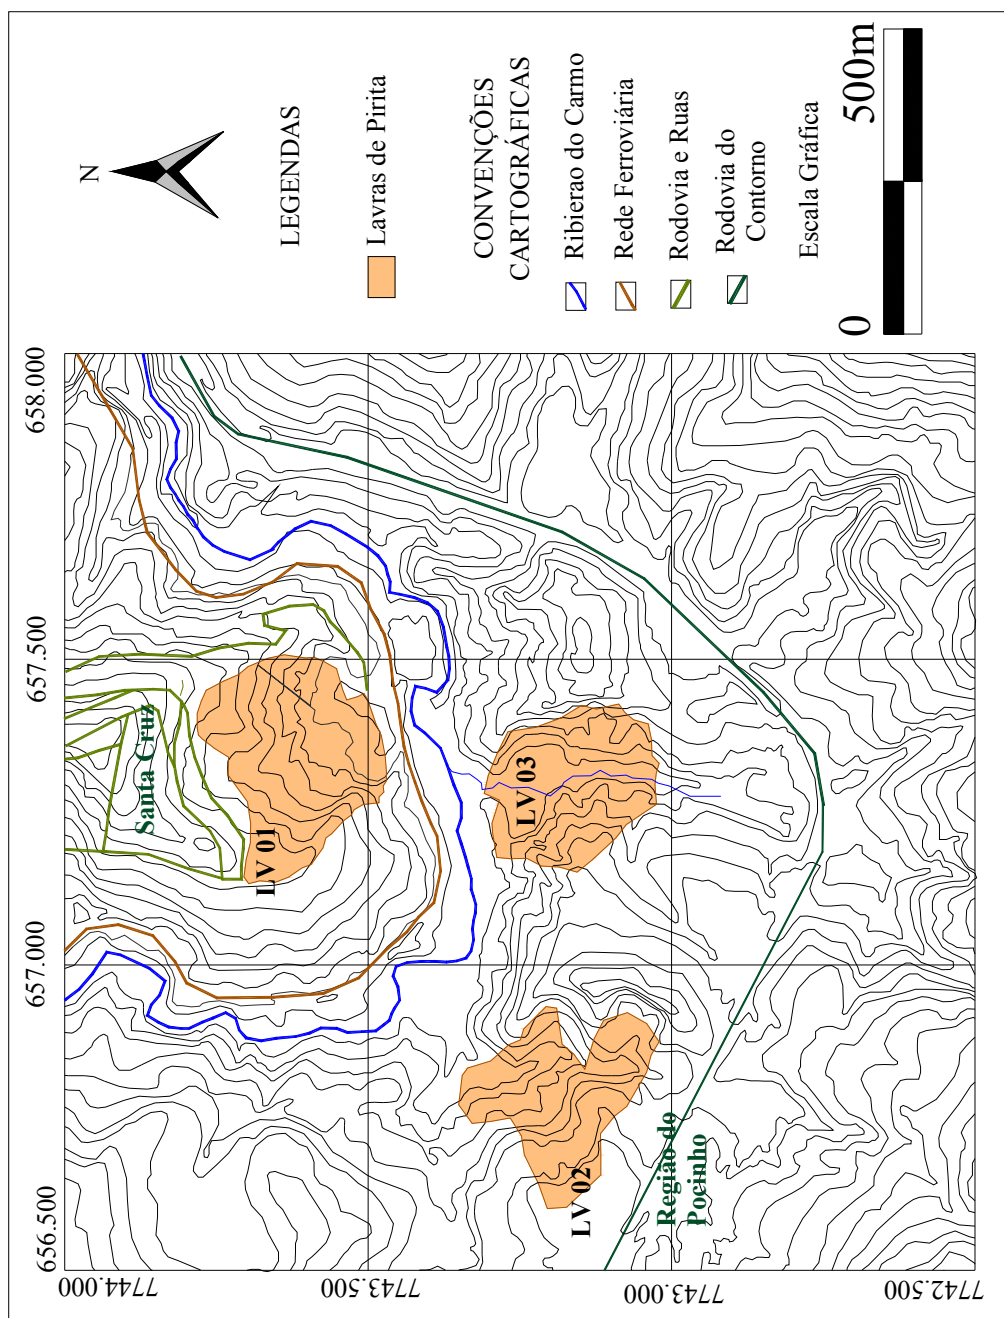 N
LEGENDAS
Lavras de Pirita
CONVENÇÕES
CARTOGRÁFICAS
Ribierao do Carmo
Rede Ferroviária
Rodovia e Ruas
Rodovia do
Contorno
Escala Gráfica
0
500m
656.500
657.000
657.500
658.000
7744.000
7743.500
7743.000
7742.500
Santa Cruz
LV 01
LV 03
LV 02
Região do
Pocinho